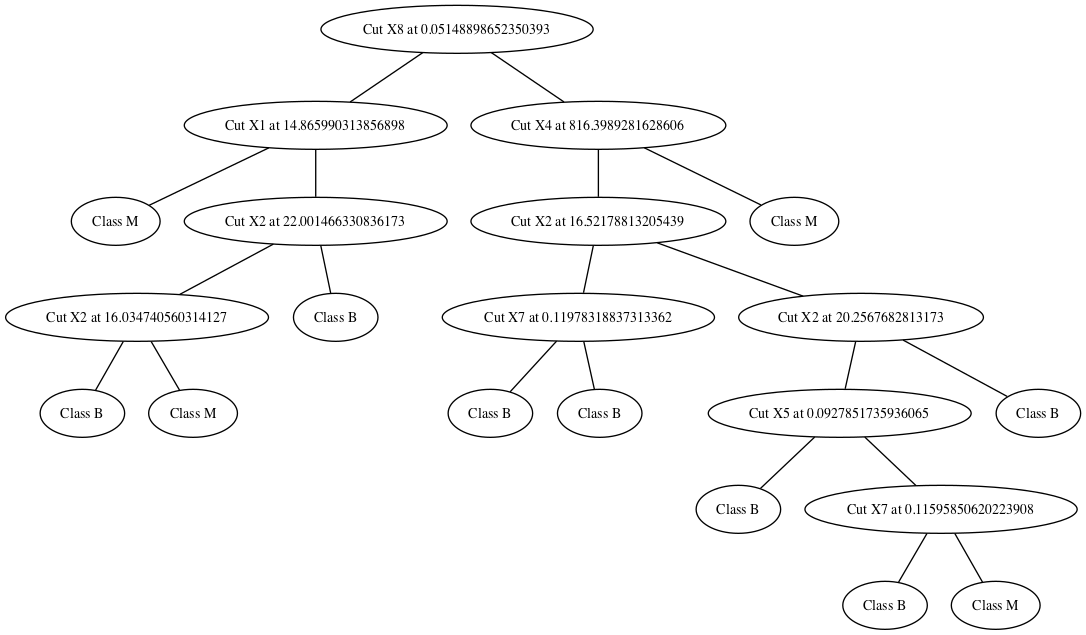 Cut X8 at 0.05148898652350393
Cut X1 at 14.865990313856898
Cut X4 at 816.3989281628606
Class M
Cut X2 at 22.001466330836173
Cut X2 at 16.52178813205439
Class M
Cut X2 at 16.034740560314127
Class B
Cut X7 at 0.11978318837313362
Cut X2 at 20.2567682813173
Class B
Class M
Class B
Class B
Cut X5 at 0.0927851735936065
Class B
Class B
Cut X7 at 0.11595850620223908
Class B
Class M